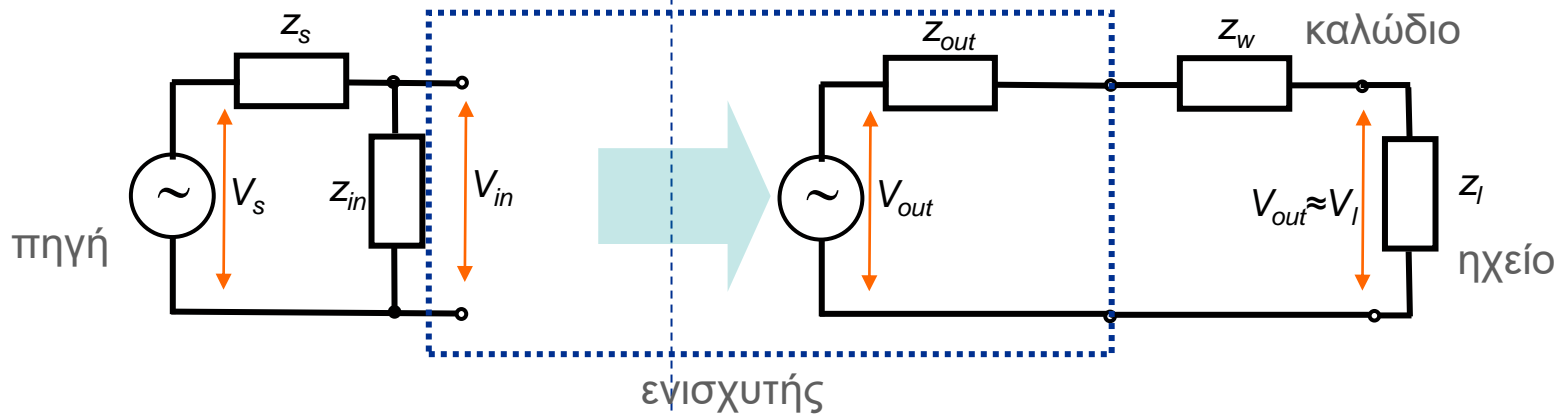 z_s
z_out
z_w
καλώδιο
~
V_s
z_in
V_in
~
V_out
V_out≈V_l
z_l
πηγή
ηχείο
ενισχυτής